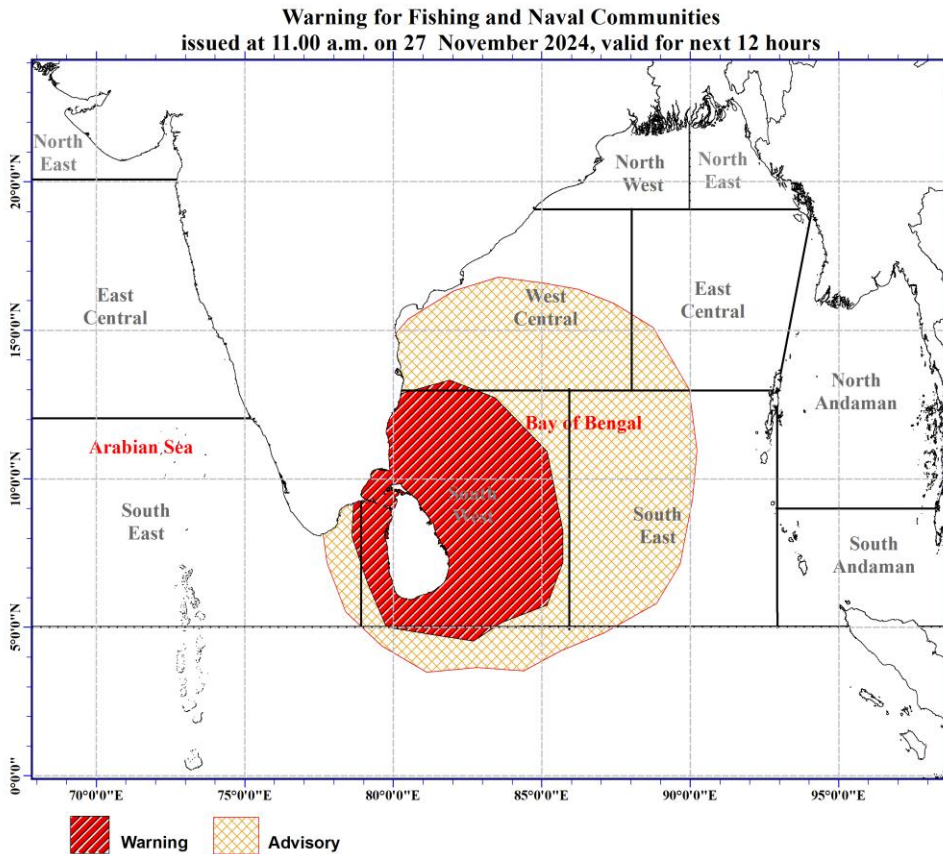 Warning for Fishing and Naval Communities
issued at 11.00 a.m. on 27 November 2024, valid for next 12 hours
North
East
North
West
North
East
20°0'0"N
East
Central
West
Central
East
Central
15°0'0"N
North
Andaman
Bay of Bengal
Arabian Sea
10°0'0"N
South
East
South
West
South
East
South
Andaman
5°0'0"N
0°0'0"
70°0'0"E
75°0'0"E
80°0'0"E
85°0'0"E
90°0'0"E
95°0'0"E
Warning
Advisory